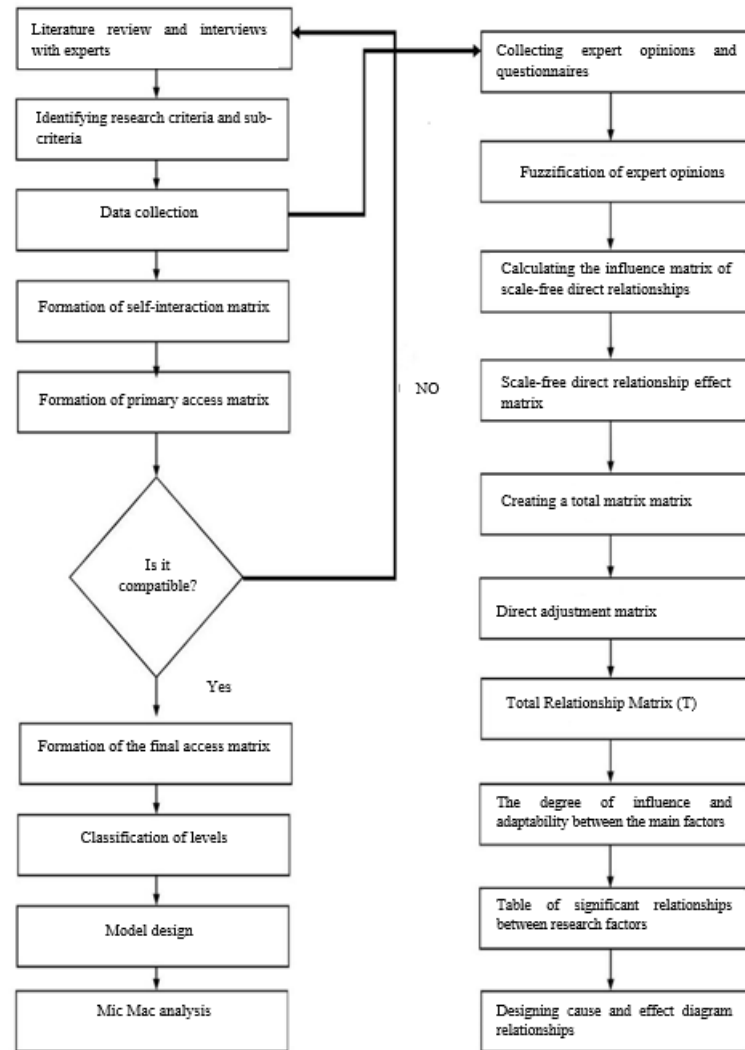 Literature review and interviews
with experts
Identifying research criteria and sub-
criteria
Data collection
Formation of self-interaction matrix
Formation of primary access matrix
Is it
compatible?
NO
Yes
Formation of the final access matrix
Classification of levels
Model design
Mic Mac analysis
Collecting expert opinions and
questionnaires
Fuzzification of expert opinions
Calculating the influence matrix of
scale-free direct relationships
Scale-free direct relationship effect
matrix
Creating a total matrix matrix
Direct adjustment matrix
Total Relationship Matrix (T)
The degree of influence and
adaptability between the main factors
Table of significant relationships
between research factors
Designing cause and effect diagram
relationships